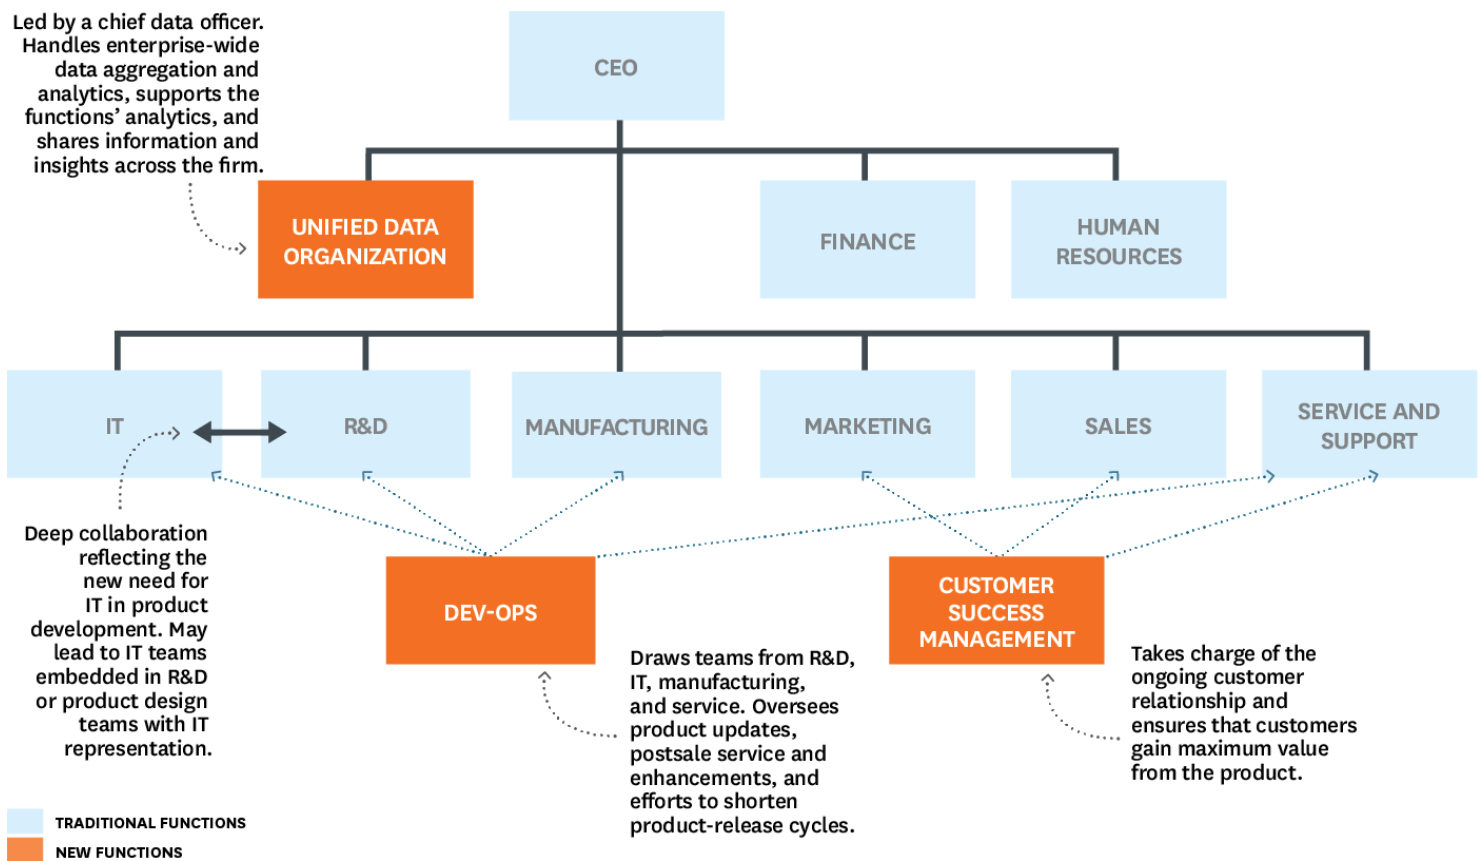 Led by a chief data officer.
Handles enterprise-wide
data aggregation and
analytics, supports the
functions’ analytics, and
shares information and
insights across the firm.
CEO
UNIFIED DATA
ORGANIZATION
FINANCE
HUMAN
RESOURCES
IT
R&D
MANUFACTURING
MARKETING
SALES
SERVICE AND
SUPPORT
Deep collaboration
reflecting the
new need for
IT in product
development. May
lead to IT teams
embedded in R&D
or product design
teams with IT
representation.
DEV-OPS
Draws teams from R&D,
IT, manufacturing,
and service. Oversees
product updates,
postsale service and
enhancements, and
efforts to shorten
product-release cycles.
CUSTOMER
SUCCESS
MANAGEMENT
Takes charge of the
ongoing customer
relationship and
ensures that customers
gain maximum value
from the product.
TRADITIONAL FUNCTIONS
NEW FUNCTIONS